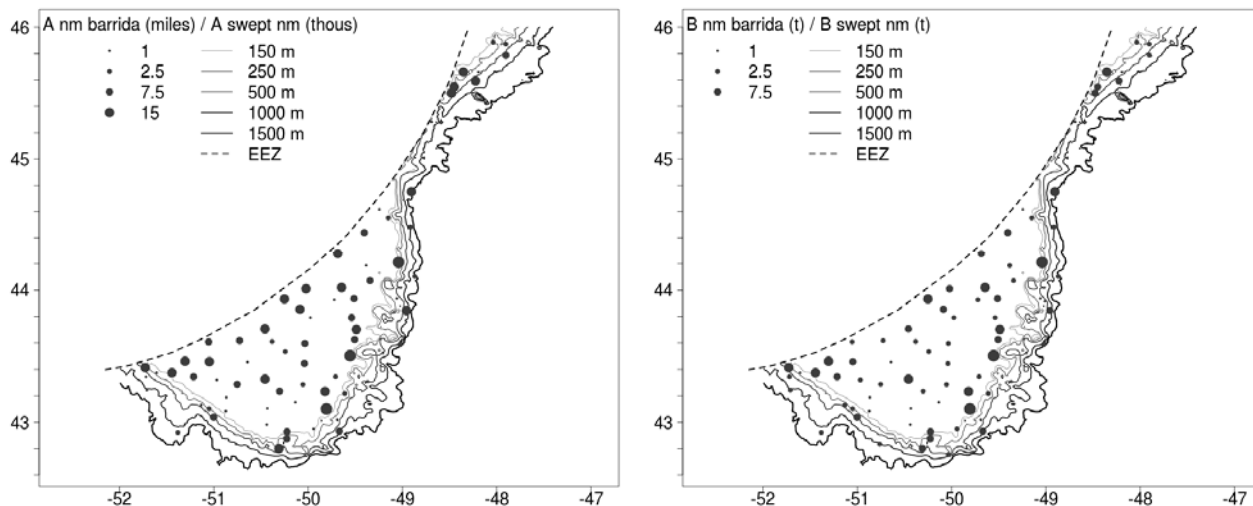 A nm barrida (miles) / A swept nm (thous)
1
2.5
7.5
15
150 m
250 m
500 m
1000 m
1500 m
EEZ
46
45
44
43
-52
-51
-50
-49
-48
-47
B nm barrida (t) / B swept nm (t)
1
2.5
7.5
150 m
250 m
500 m
1000 m
1500 m
EEZ
46
45
44
43
-52
-51
-50
-49
-48
-47